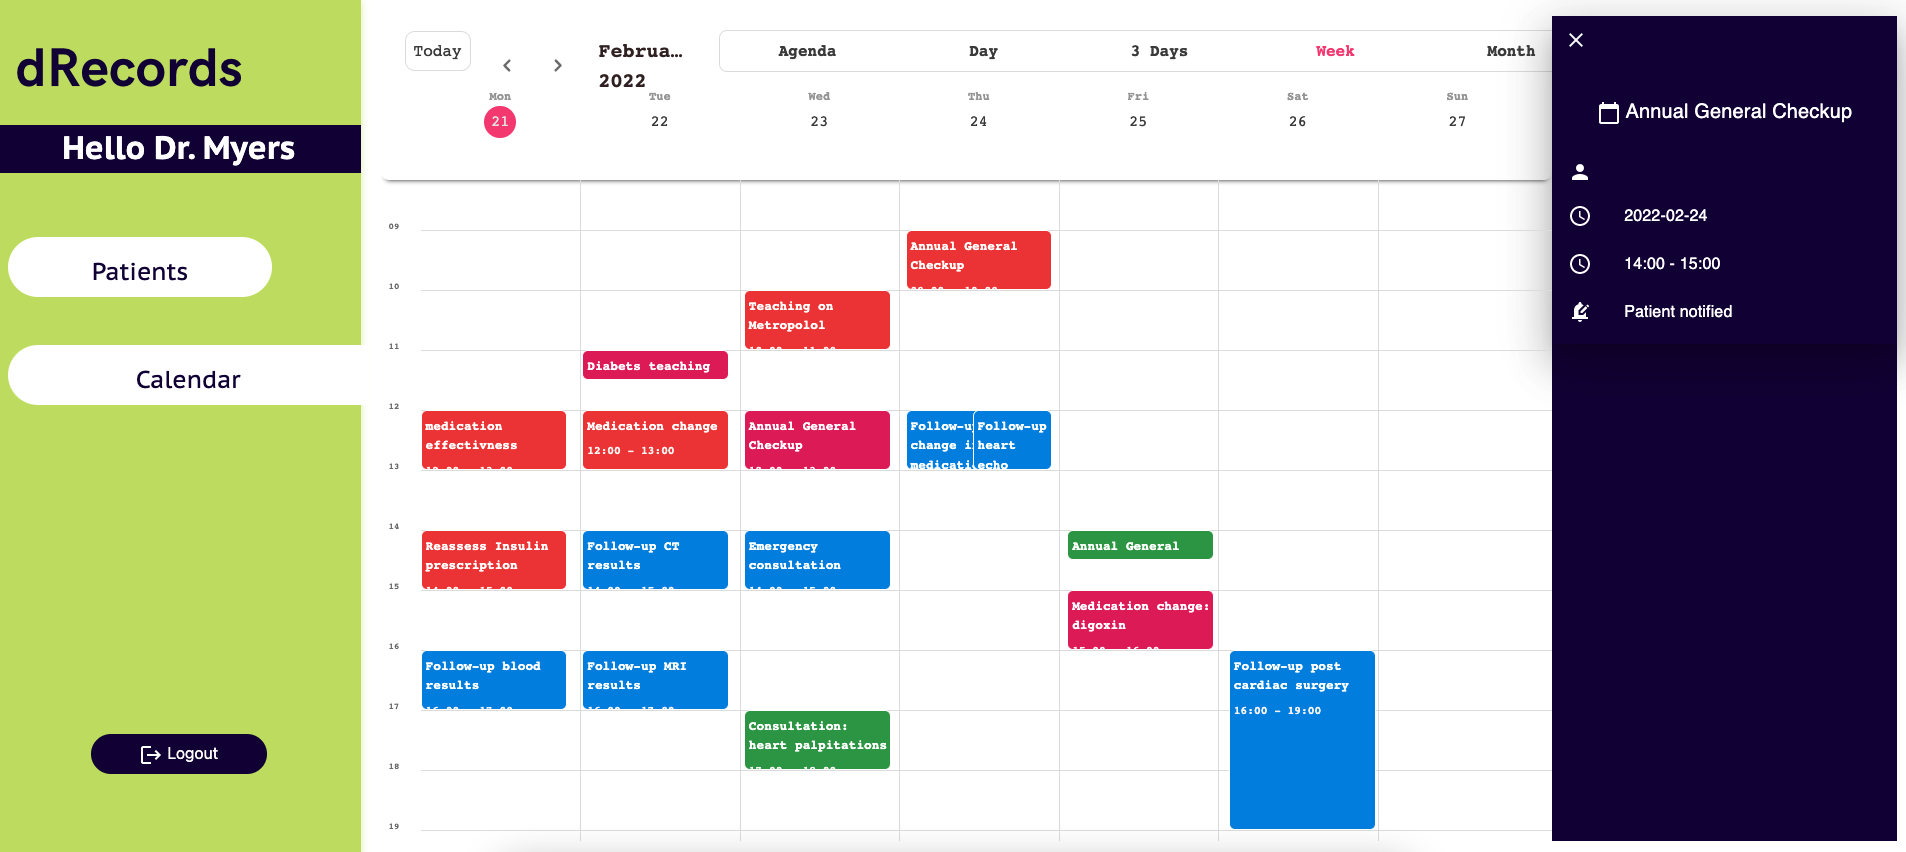 dRecords
Hello Dr. Myers
Patients
Calendar
Logout
Today
Februa…
2022
Agenda
Day
3 Days
Week
Month
Mon
21
Tue
22
Wed
23
Thu
24
Fri
25
Sat
26
Sun
27
09
10
11
12
13
14
15
16
17
18
19
medication
effectivness
Reassess Insulin
prescription
Follow-up blood
results
Diabets teaching
Medication change
12:00 – 13:00
Follow-up CT
results
Follow-up MRI
results
Teaching on
Metropolol
Annual General
Checkup
Emergency
consultation
Consultation:
heart palpitations
Annual General
Checkup
Follow-up
change i
medicati
Follow-up
heart
echo
Annual General
Medication change:
digoxin
Follow-up post
cardiac surgery
16:00 – 19:00
Annual General Checkup
2022-02-24
14:00 - 15:00
Patient notified